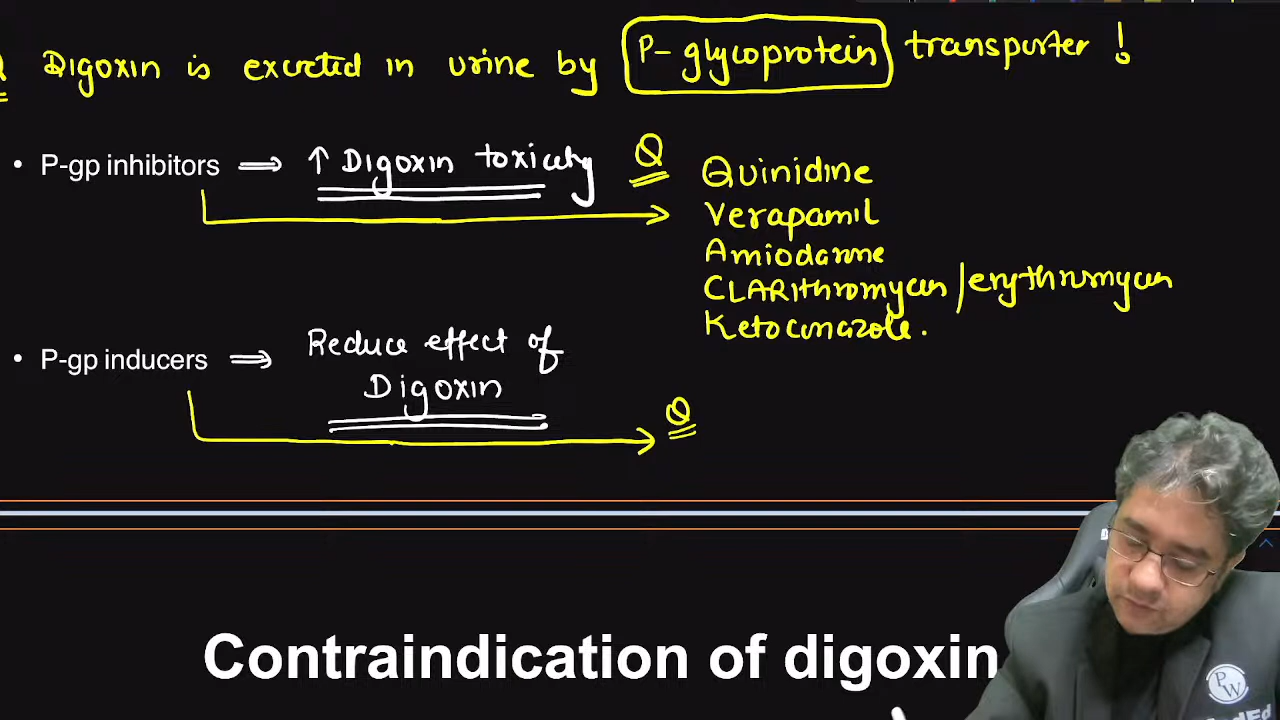 Digoxin is excreted in urine by P-glycoprotein transporter !
• P-gp inhibitors ⟹ ↑ Digoxin toxicity Q
Quinidine
Verapamil
Amiodarone
CLARIthromycin / erythromycin
Ketoconazole.
• P-gp inducers ⟹ Reduce effect of
Digoxin
Q
Contraindication of digoxin
PW